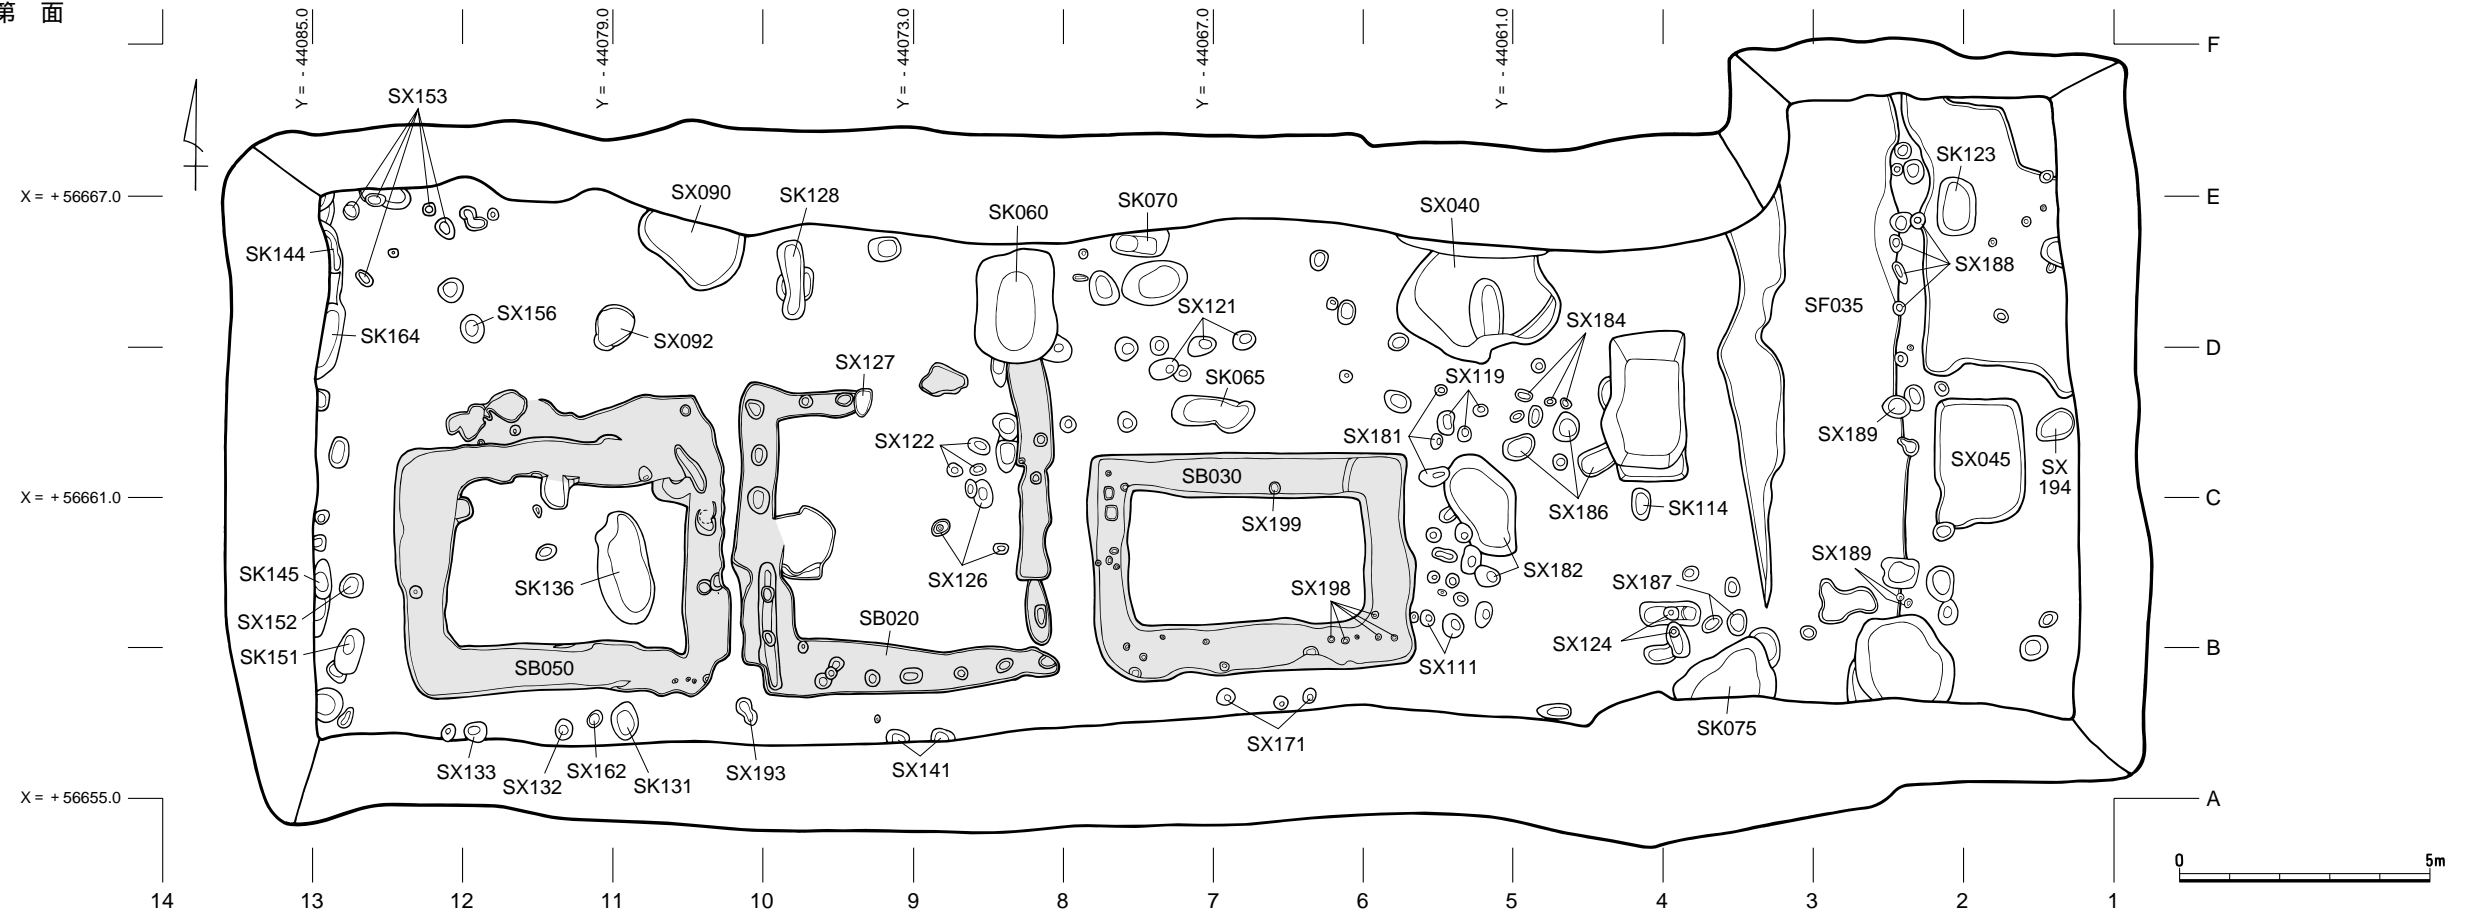 第 面
Y = - 44085.0
Y = - 44079.0
Y = - 44073.0
Y = - 44067.0
Y = - 44061.0
F
SX153
SK123
X = + 56667.0
SX090
SK128
SK060
SK070
SX040
E
SK144
SX188
SX121
SF035
SX156
SX184
SK164
SX092
D
SX127
SK065
SX119
SX122
SX181
SX189
SB030
SX045
SX
194
X = + 56661.0
SX199
SX186
SK114
C
SX189
SK145
SK136
SX126
SX198
SX182
SX187
SX152
SB020
SX124
SK151
SB050
SX111
B
SK075
SX171
SX133
SX132
SX162
SK131
SX193
SX141
X = + 56655.0
A
0 5m
14 13 12 11 10 9 8 7 6 5 4 3 2 1